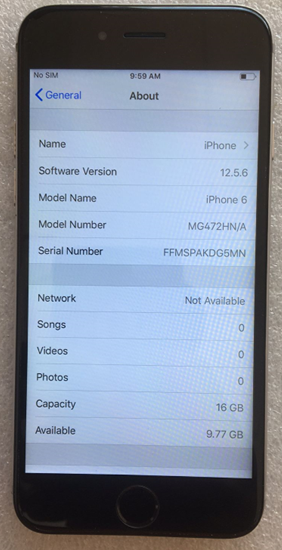 No SIM 9:59 AM
General About
Name iPhone
Software Version 12.5.6
Model Name iPhone 6
Model Number MG472HN/A
Serial Number FFMSPAKDG5MN
Network Not Available
Songs 0
Videos 0
Photos 0
Capacity 16 GB
Available 9.77 GB